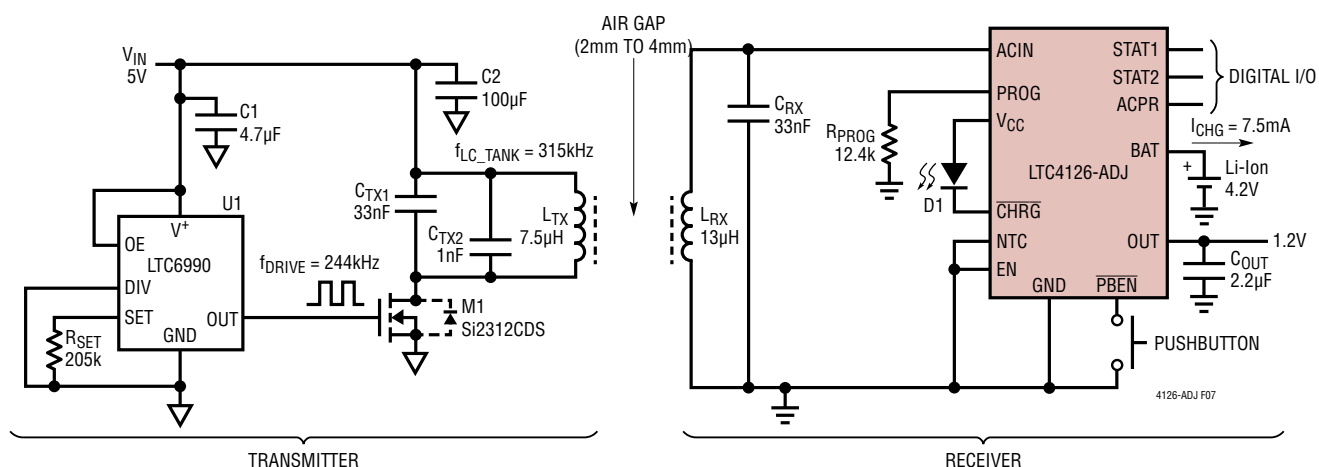 AIR GAP
(2mm TO 4mm)
VIN
5V
C1
4.7µF
C2
100µF
fLC_TANK = 315kHz
CTX1
33nF
CTX2
1nF
LTX
7.5µH
U1
V+
OE
LTC6990
DIV
SET
OUT
GND
RSET
205k
fDRIVE = 244kHz
M1
Si2312CDS
TRANSMITTER
LRX
13µH
CRX
33nF
RPROG
12.4k
D1
ACIN
PROG
VCC
CHRG
NTC
EN
GND
PBEN
LTC4126-ADJ
STAT1
STAT2
ACPR
BAT
OUT
DIGITAL I/O
ICHG = 7.5mA
+
Li-Ion
4.2V
1.2V
COUT
2.2µF
PUSHBUTTON
4126-ADJ F07
RECEIVER